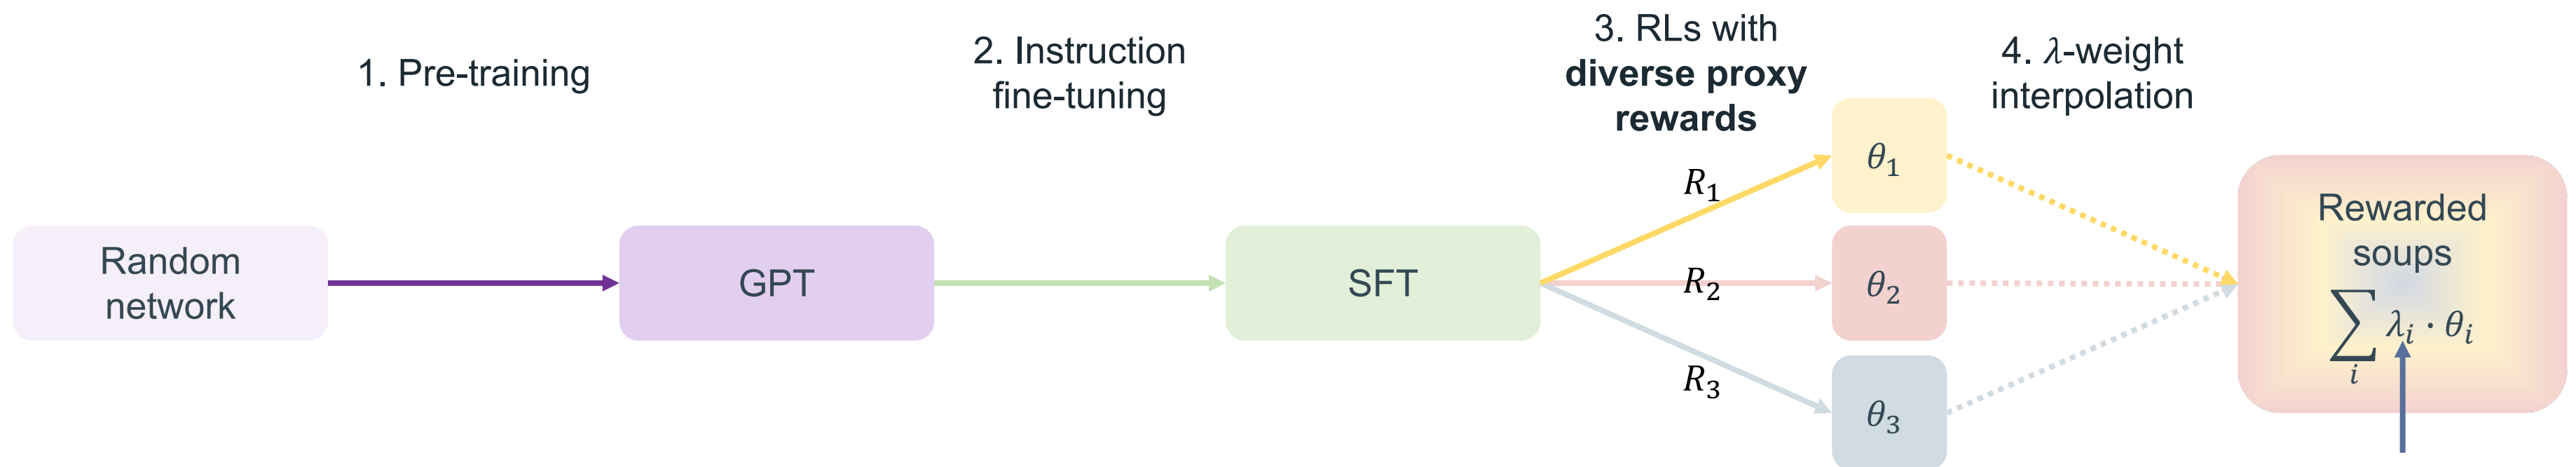 1. Pre-training
2. Instruction
fine-tuning
3. RLs with
diverse proxy
rewards
4. λ-weight
interpolation
Random
network
GPT
SFT
R₁
R₂
R₃
θ₁
θ₂
θ₃
Rewarded
soups
∑ᵢ λᵢ · θᵢ